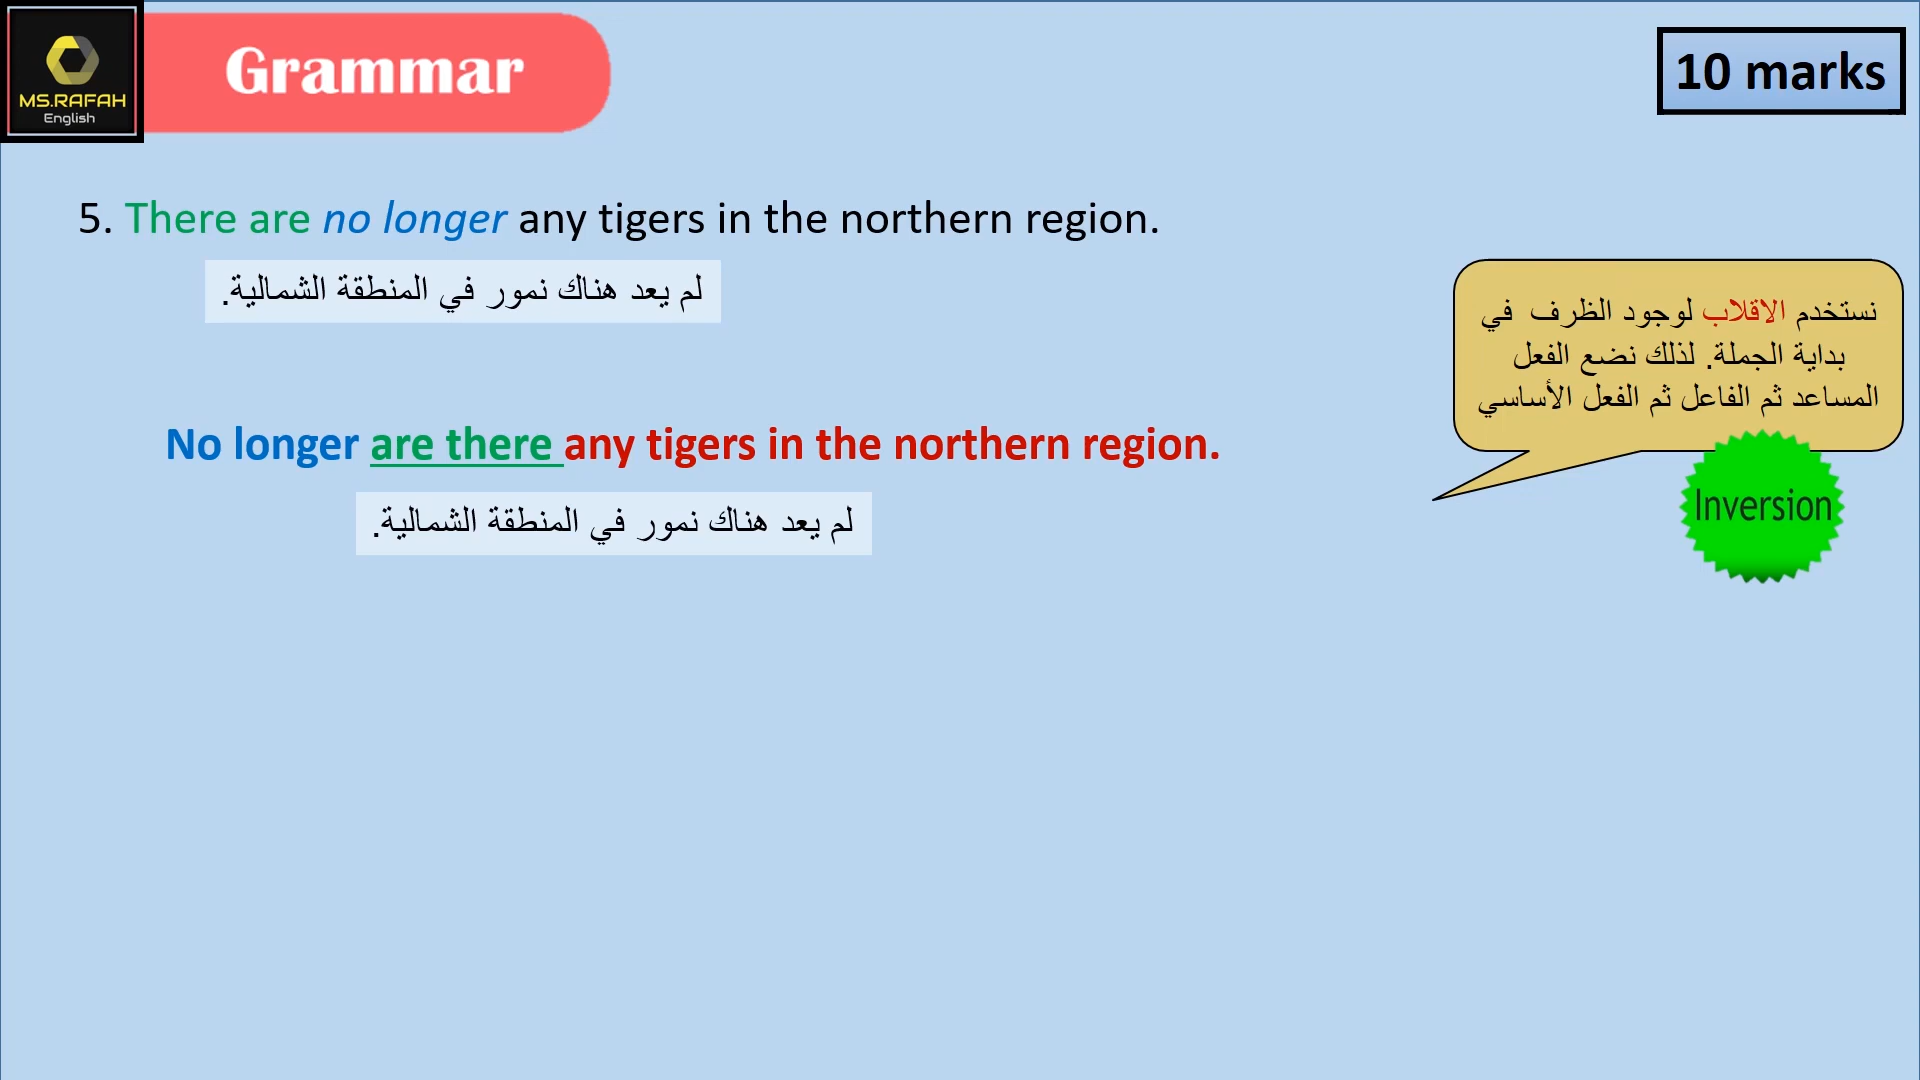 MS.RAFAH
English
Grammar
10 marks
5. There are no longer any tigers in the northern region.
لم يعد هناك نمور في المنطقة الشمالية.
نستخدم الاقلاب لوجود الظرف في
بداية الجملة. لذلك نضع الفعل
المساعد ثم الفاعل ثم الفعل الأساسي
No longer are there any tigers in the northern region.
Inversion
لم يعد هناك نمور في المنطقة الشمالية.